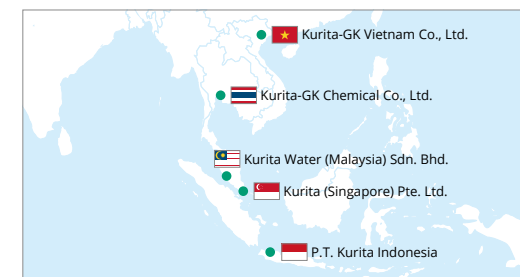 Kurita-GK Vietnam Co., Ltd.
Kurita-GK Chemical Co., Ltd.
Kurita Water (Malaysia) Sdn. Bhd.
Kurita (Singapore) Pte. Ltd.
P.T. Kurita Indonesia